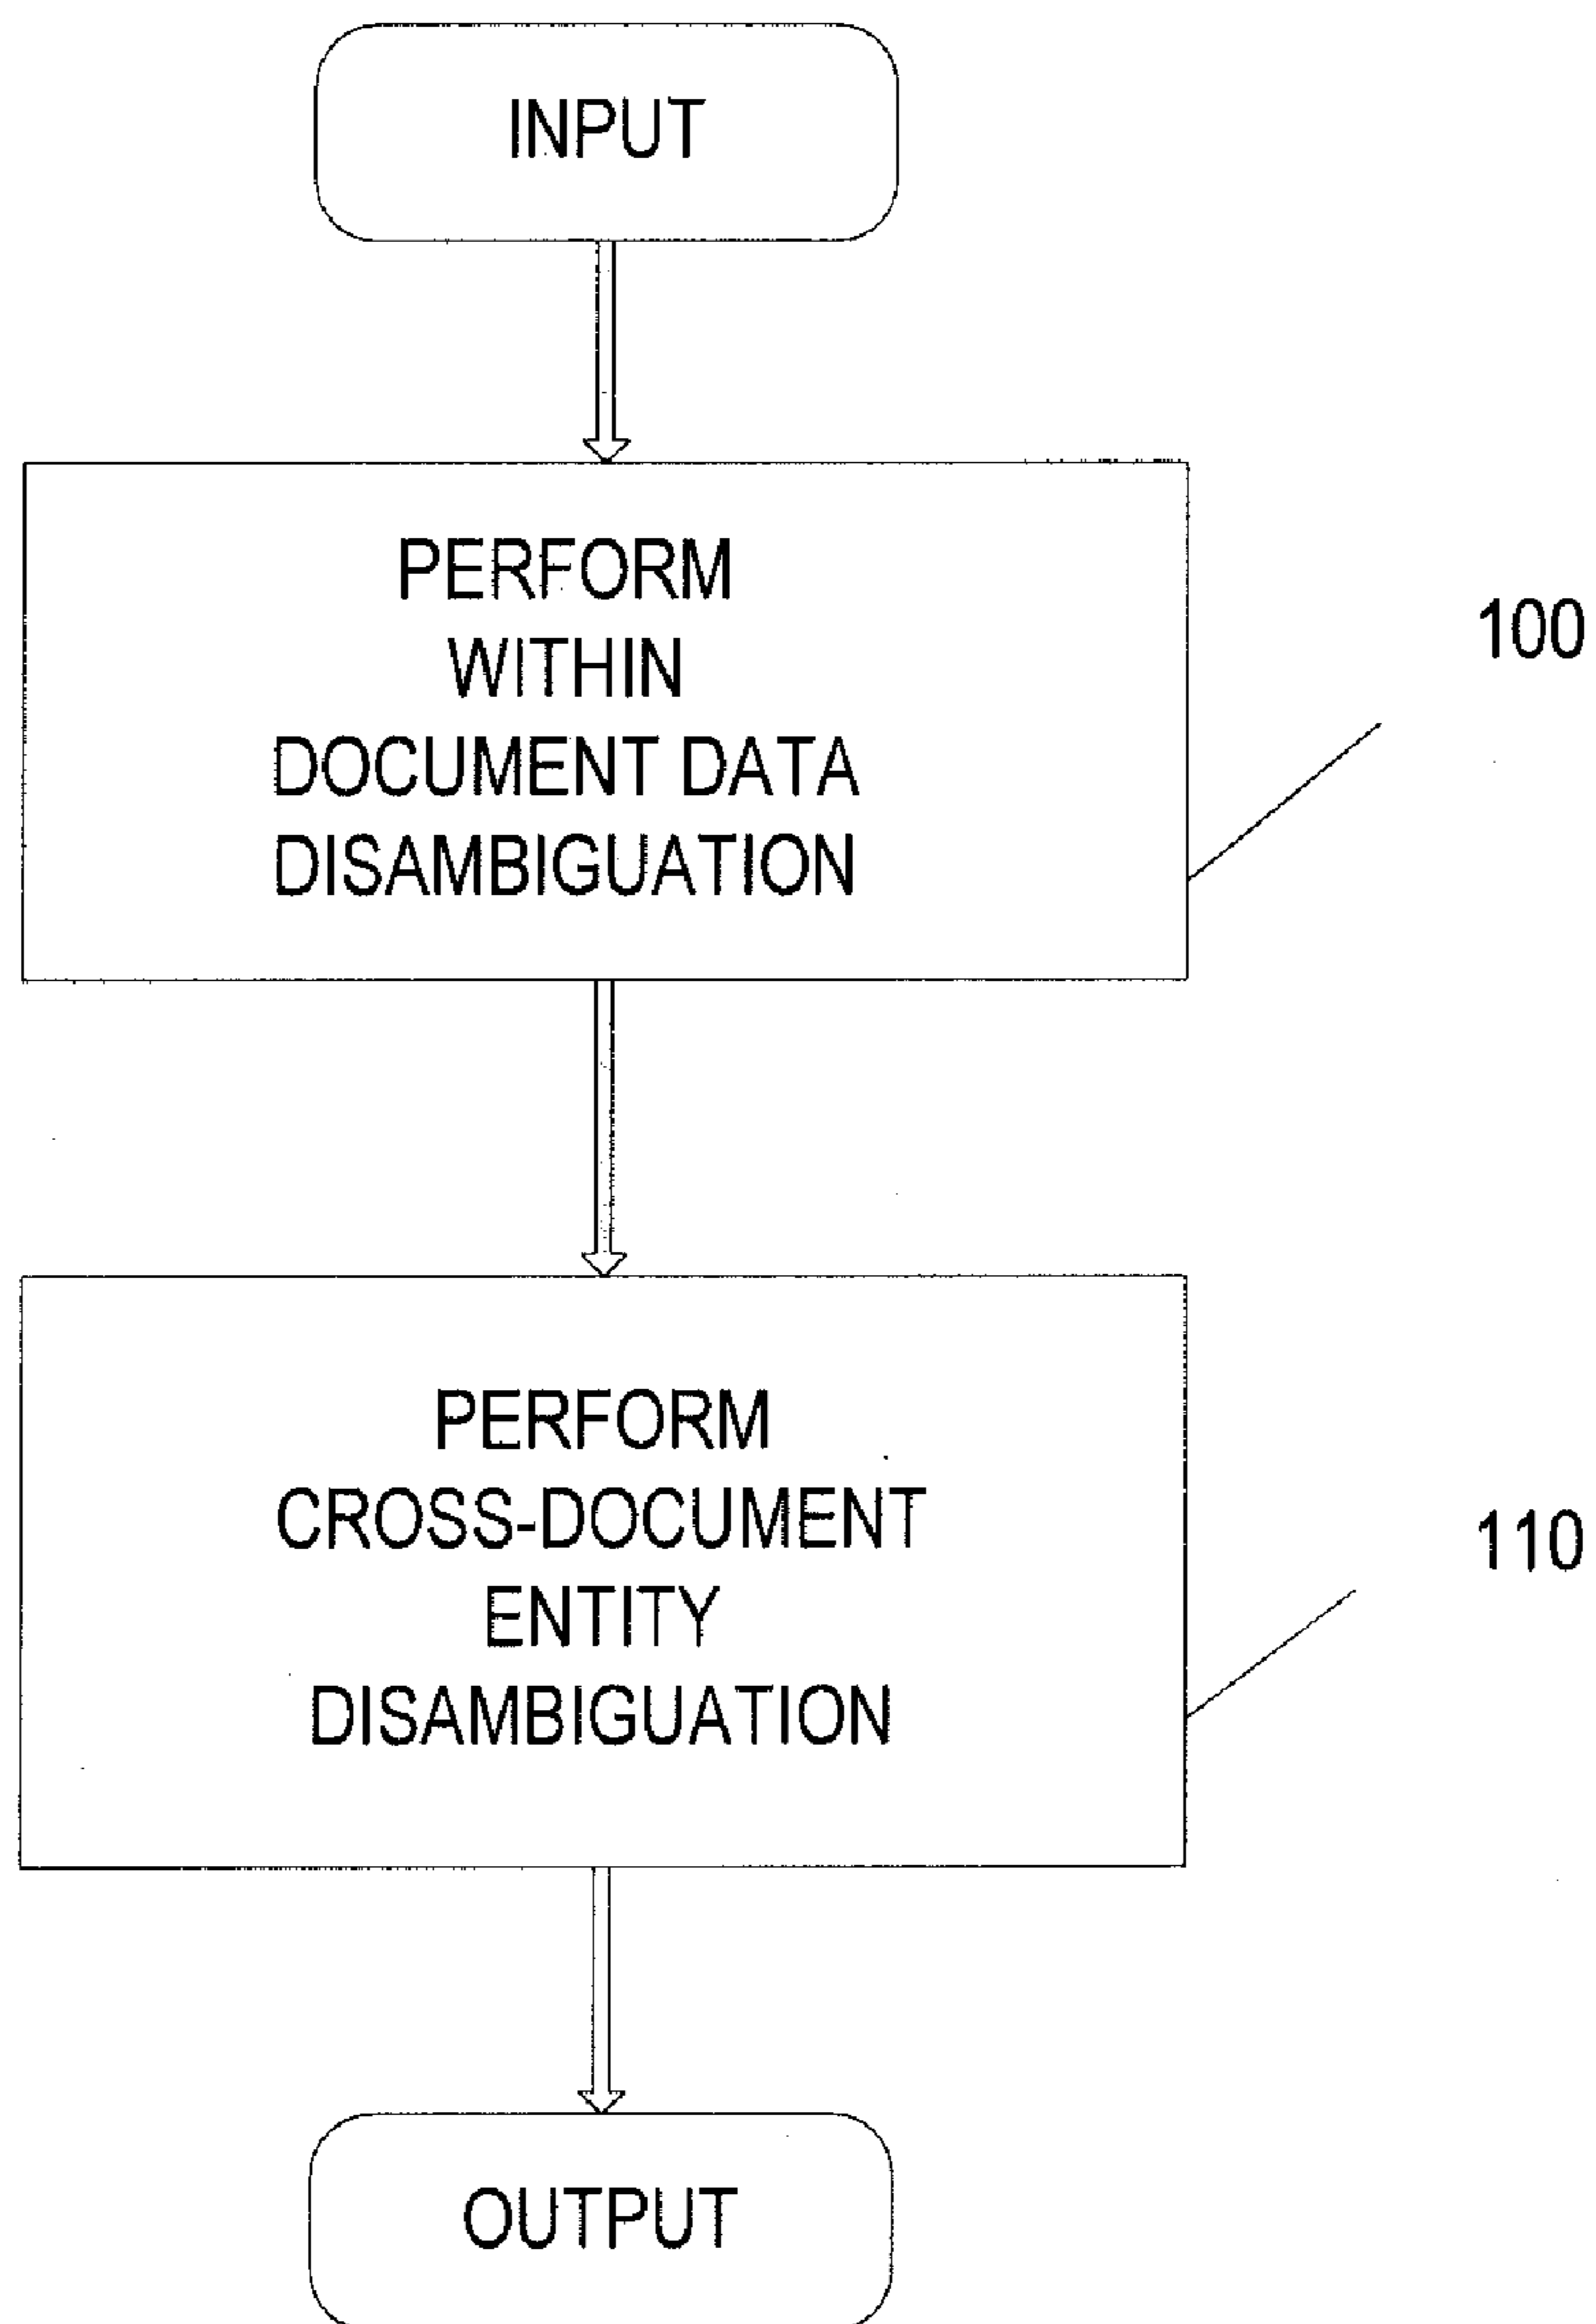 INPUT
PERFORM
WITHIN
DOCUMENT DATA
DISAMBIGUATION
100
PERFORM
CROSS-DOCUMENT
ENTITY
DISAMBIGUATION
110
OUTPUT